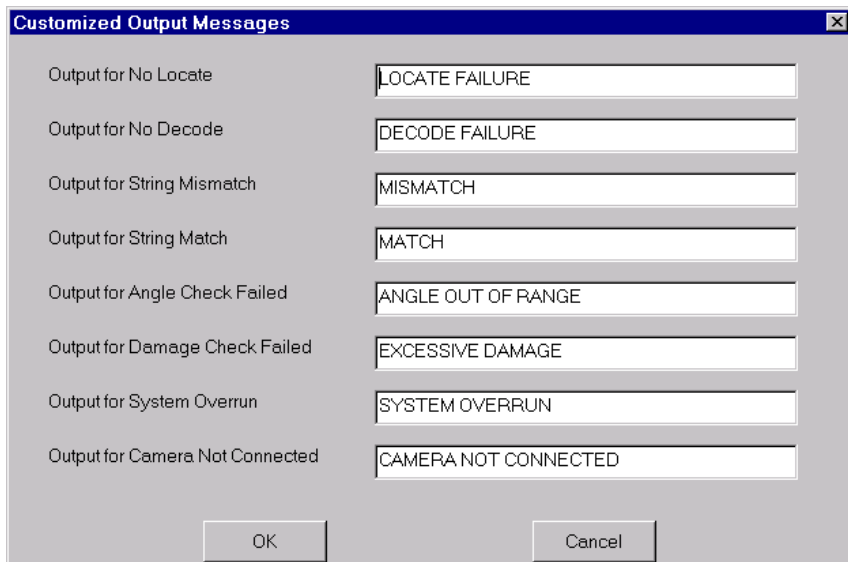 Customized Output Messages
Output for No Locate LOCATE FAILURE
Output for No Decode DECODE FAILURE
Output for String Mismatch MISMATCH
Output for String Match MATCH
Output for Angle Check Failed ANGLE OUT OF RANGE
Output for Damage Check Failed EXCESSIVE DAMAGE
Output for System Overrun SYSTEM OVERRUN
Output for Camera Not Connected CAMERA NOT CONNECTED
OK Cancel